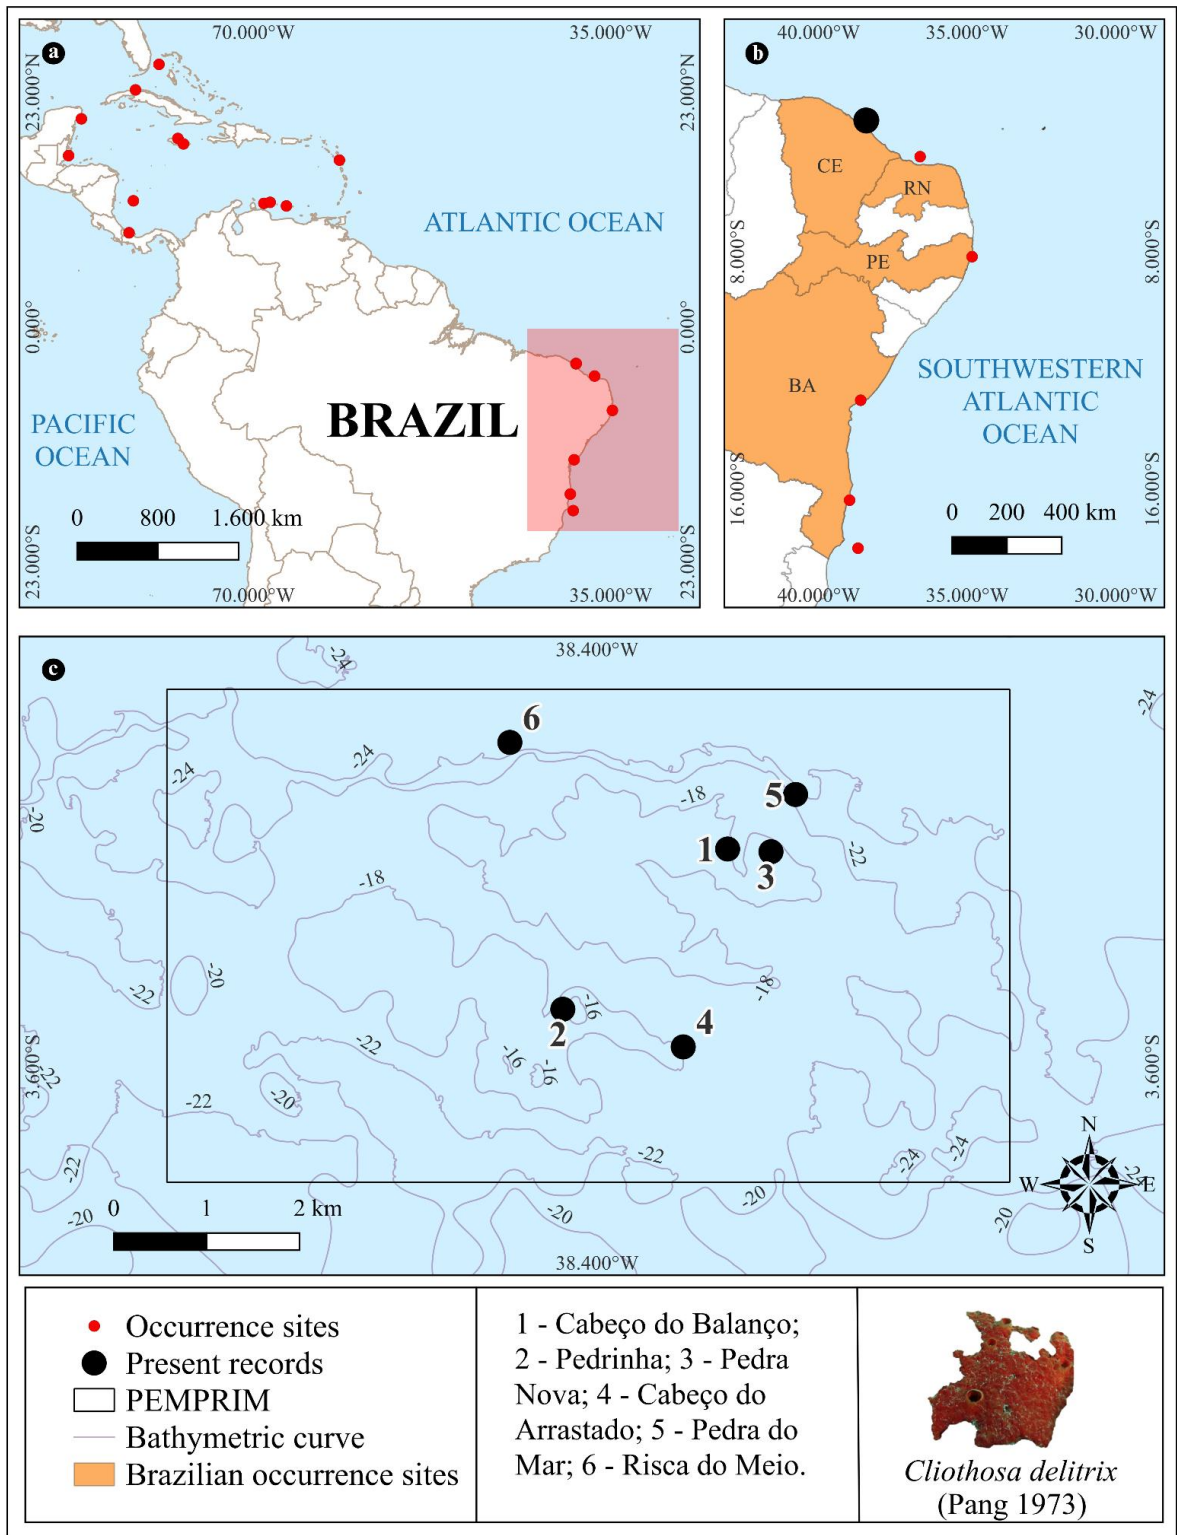 a
70.000°W
35.000°W
23.000°N
23.000°N
ATLANTIC OCEAN
0.000°
0.000°
PACIFIC
OCEAN
BRAZIL
0 800 1.600 km
23.000°S
23.000°S
70.000°W
35.000°W
b
40.000°W
35.000°W
30.000°W
CE
RN
8.000°S
8.000°S
PE
BA
SOUTHWESTERN
ATLANTIC
OCEAN
16.000°S
16.000°S
0 200 400 km
40.000°W
35.000°W
30.000°W
c
38.400°W
-24
-24
6
-24
-24
-20
-18
5
1
3
-22
-18
-20
-22
-18
2
-16
4
-22
-16
-16
3.600°S
3.600°S
-22
-20
-22
-22
-22
-24
-24
-24
-20
-20
-20
-20
N
W
E
S
0 1 2 km
38.400°W
Occurrence sites
Present records
PEMPRIM
Bathymetric curve
Brazilian occurrence sites
1 - Cabeço do Balanço;
2 - Pedrinha; 3 - Pedra
Nova; 4 - Cabeço do
Arrastado; 5 - Pedra do
Mar; 6 - Risca do Meio.
Cliothosa delitrix
(Pang 1973)